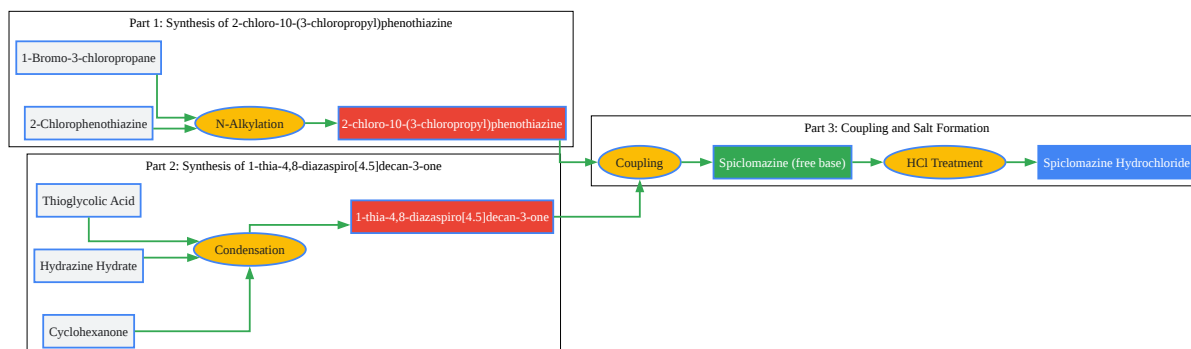 Part 1: Synthesis of 2-chloro-10-(3-chloropropyl)phenothiazine
1-Bromo-3-chloropropane
2-Chlorophenothiazine
N-Alkylation
2-chloro-10-(3-chloropropyl)phenothiazine
Part 2: Synthesis of 1-thia-4,8-diazaspiro[4.5]decan-3-one
Thioglycolic Acid
Hydrazine Hydrate
Cyclohexanone
Condensation
1-thia-4,8-diazaspiro[4.5]decan-3-one
Part 3: Coupling and Salt Formation
Coupling
Spiclomazine (free base)
HCl Treatment
Spiclomazine Hydrochloride